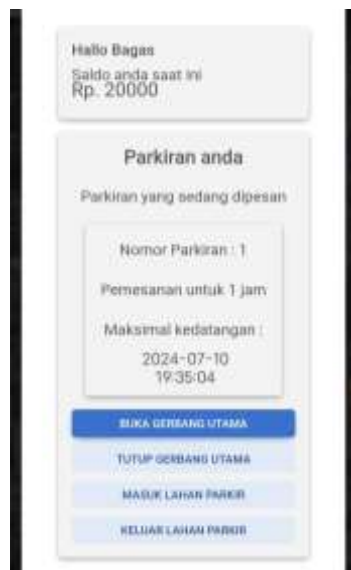 Hallo Bagas
Saldo anda saat ini
Rp. 20000
Parkiran anda
Parkiran yang sedang dipesan
Nomor Parkiran : 1
Pemesanan untuk 1 jam
Maksimal kedatangan :
2024-07-10
19:35:04
BUKA GERBANG UTAMA
TUTUP GERBANG UTAMA
MASUK LAHAN PARKIR
KELUAR LAHAN PARKIR